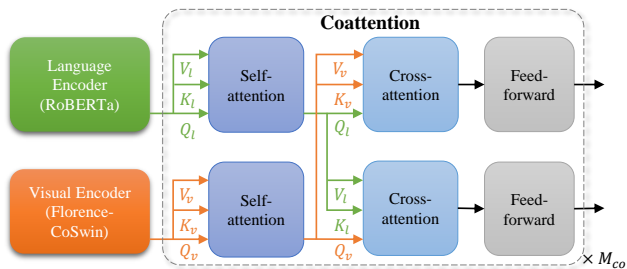 Coattention
Language
Encoder
(RoBERTa)
V_l
K_l
Q_l
Self-
attention
V_v
K_v
Q_l
Cross-
attention
Feed-
forward
Visual Encoder
(Florence-
CoSwin)
V_v
K_v
Q_v
Self-
attention
V_l
K_l
Q_v
Cross-
attention
Feed-
forward
× M_co